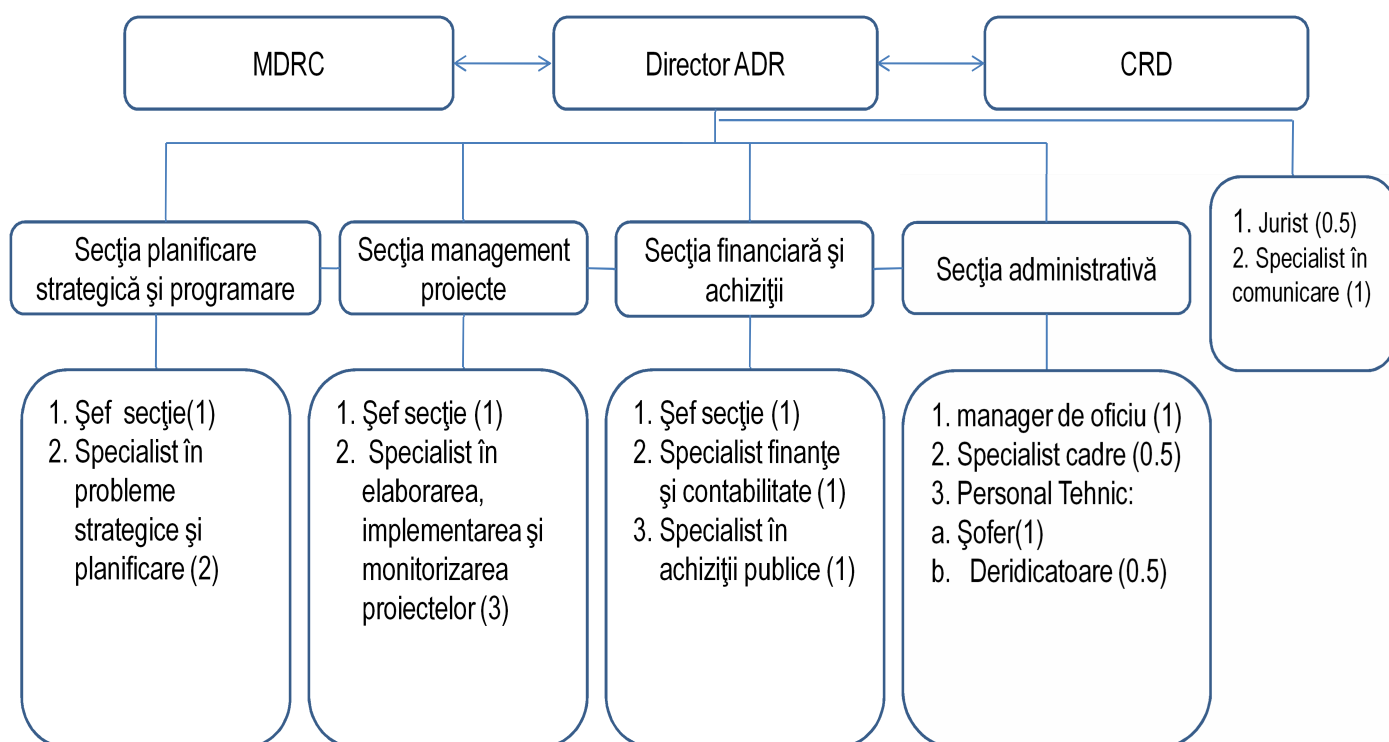 MDRC
Director ADR
CRD
Secţia planificare
strategică şi programare
Secţia management
proiecte
Secţia financiară şi
achiziţii
Secţia administrativă
1. Jurist (0.5)
2. Specialist în
comunicare (1)
1. Şef secţie(1)
2. Specialist în
probleme
strategice şi
planificare (2)
1. Şef secţie (1)
2. Specialist în
elaborarea,
implementarea şi
monitorizarea
proiectelor (3)
1. Şef secţie (1)
2. Specialist finanţe
şi contabilitate (1)
3. Specialist în
achiziţii publice (1)
1. manager de oficiu (1)
2. Specialist cadre (0.5)
3. Personal Tehnic:
a. Şofer(1)
b. Deridicatoare (0.5)